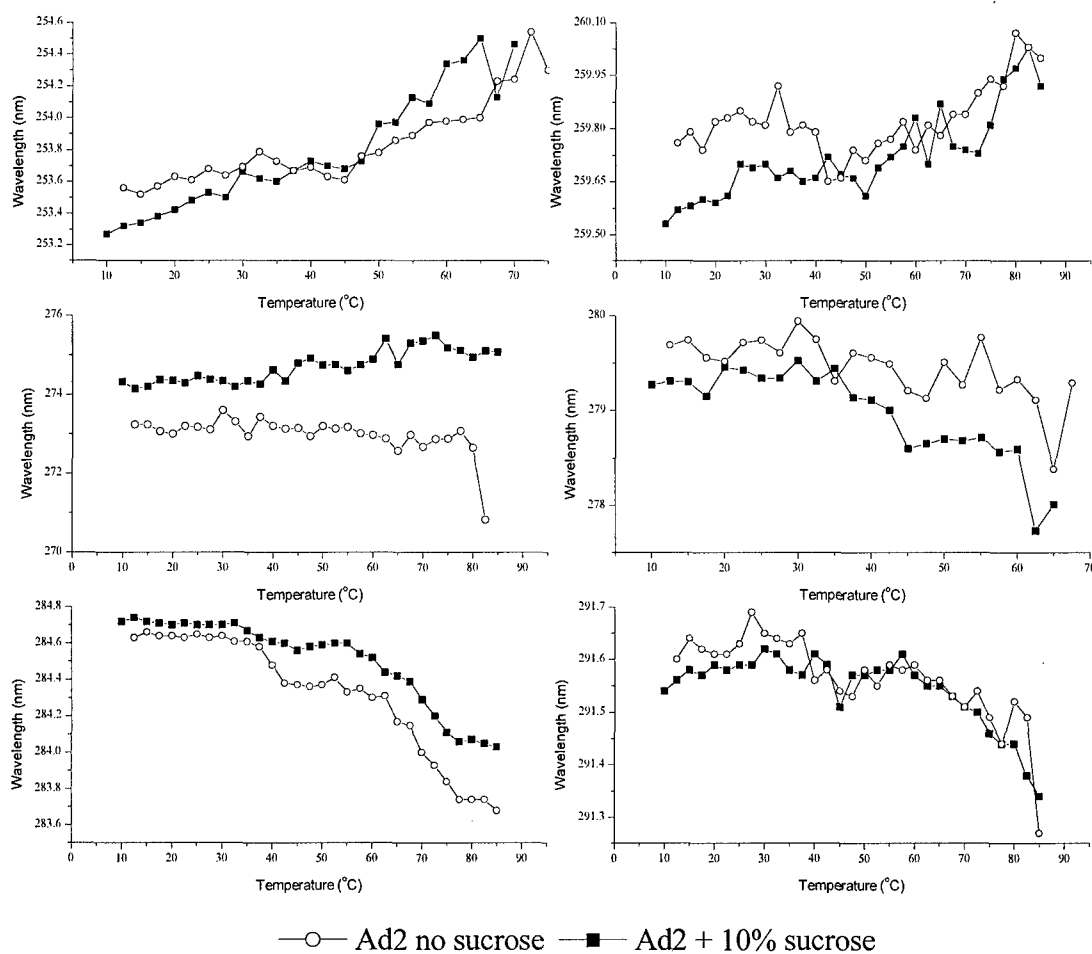 254.6
254.4
254.2
254.0
253.8
253.6
253.4
253.2
Wavelength (nm)
10 20 30 40 50 60 70
Temperature (°C)
260.10
259.95
259.80
259.65
259.50
Wavelength (nm)
0 10 20 30 40 50 60 70 80 90
Temperature (°C)
276
274
272
270
Wavelength (nm)
0 10 20 30 40 50 60 70 80 90
Temperature (°C)
280
279
278
Wavelength (nm)
0 10 20 30 40 50 60 70
Temperature (°C)
284.8
284.4
284.0
283.6
Wavelength (nm)
0 10 20 30 40 50 60 70 80 90
Temperature (°C)
291.7
291.6
291.5
291.4
291.3
Wavelength (nm)
0 10 20 30 40 50 60 70 80 90
Temperature (°C)
Ad2 no sucrose Ad2 + 10% sucrose